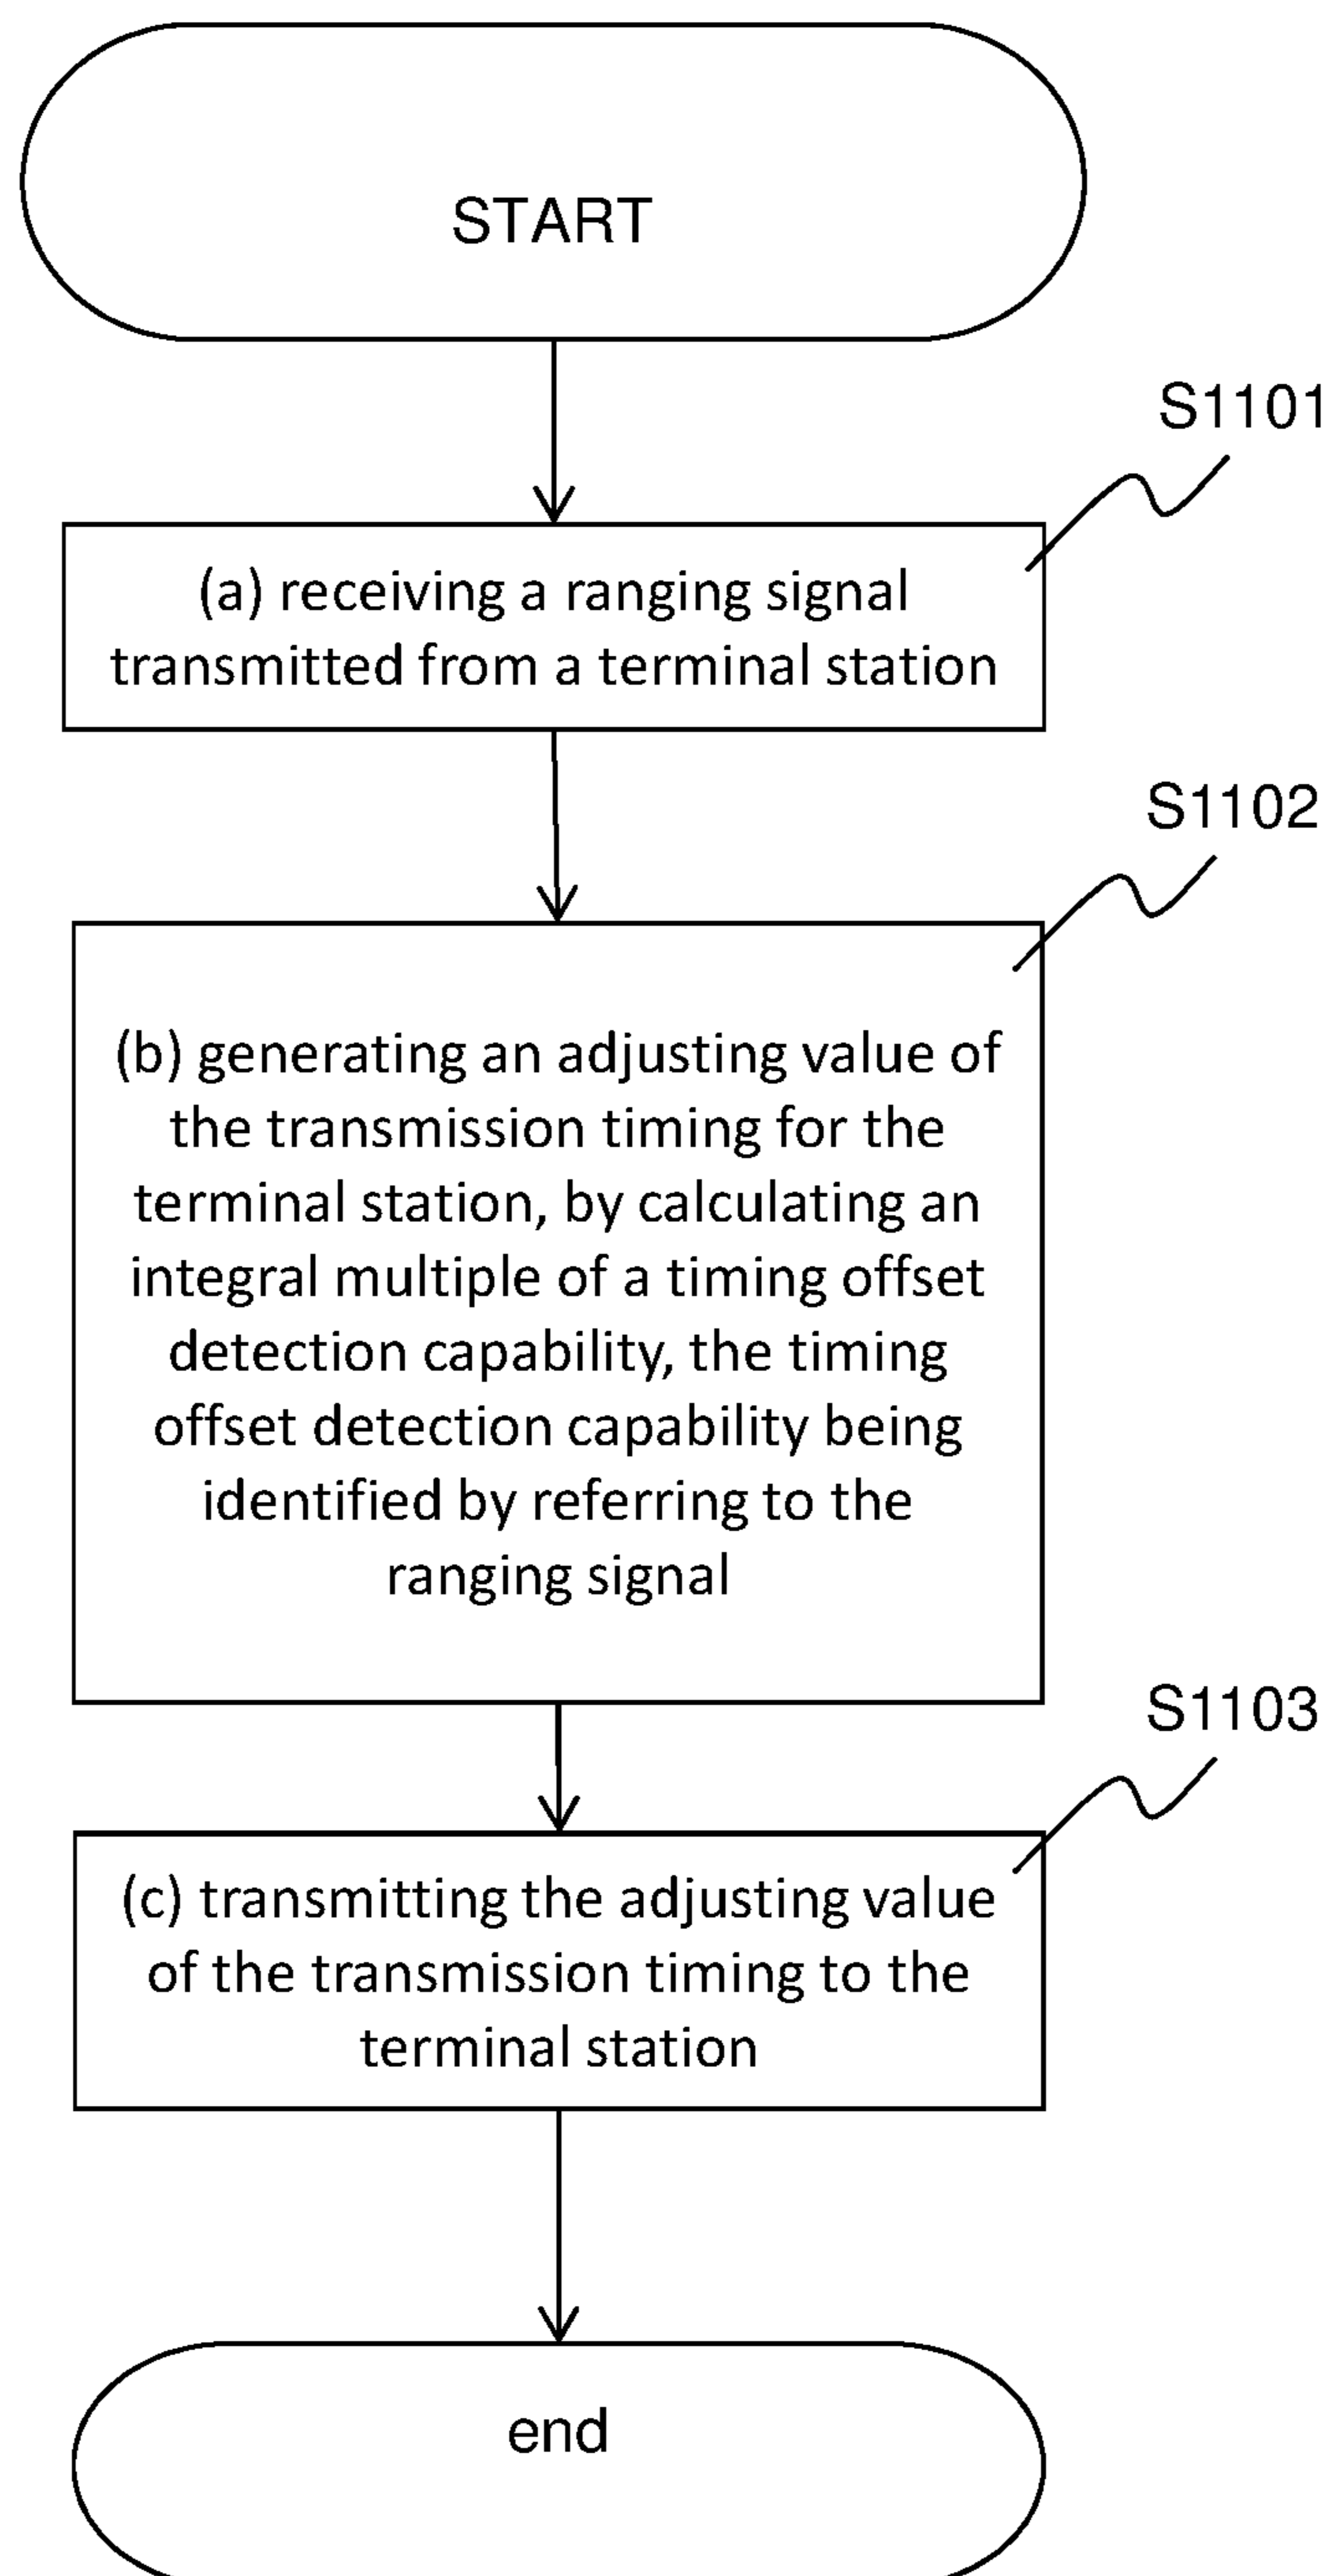 START
S1101
(a) receiving a ranging signal
transmitted from a terminal station
S1102
(b) generating an adjusting value of
the transmission timing for the
terminal station, by calculating an
integral multiple of a timing offset
detection capability, the timing
offset detection capability being
identified by referring to the
ranging signal
S1103
(c) transmitting the adjusting value
of the transmission timing to the
terminal station
end